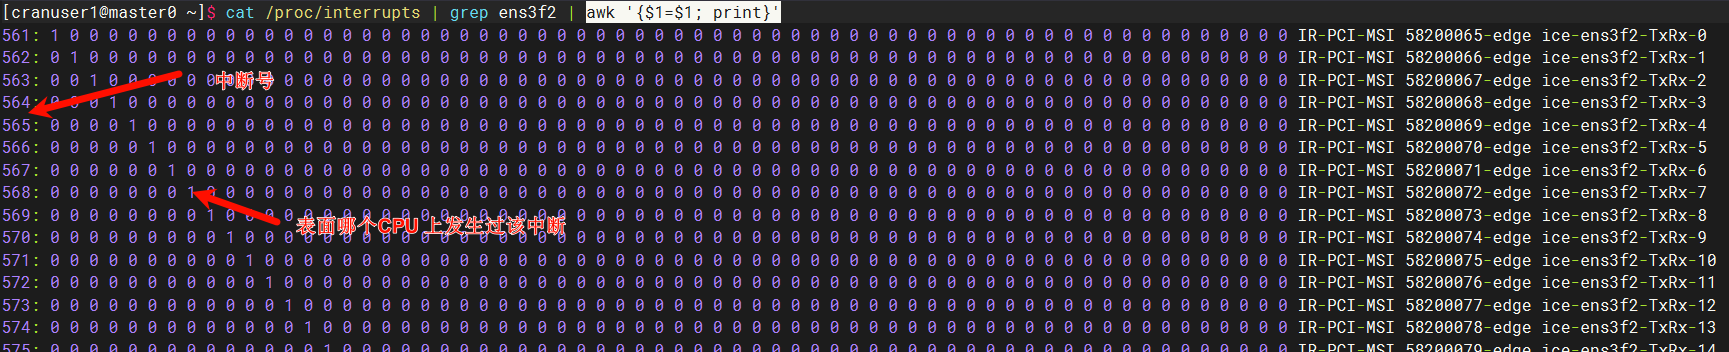 [cranuser1@master0 ~]$ cat /proc/interrupts | grep ens3f2 | awk '{$1=$1; print}'
561: 1 0 0 0 0 0 0 0 0 0 0 0 0 0 0 0 0 0 0 0 0 0 0 0 0 0 0 0 0 0 0 0 0 0 0 0 0 0 0 0 0 0 0 0 0 0 0 0 0 0 0 0 0 0 0 0 0 0 0 0 0 0 0 0 IR-PCI-MSI 58200065-edge ice-ens3f2-TxRx-0
562: 0 1 0 0 0 0 0 0 0 0 0 0 0 0 0 0 0 0 0 0 0 0 0 0 0 0 0 0 0 0 0 0 0 0 0 0 0 0 0 0 0 0 0 0 0 0 0 0 0 0 0 0 0 0 0 0 0 0 0 0 0 0 0 0 IR-PCI-MSI 58200066-edge ice-ens3f2-TxRx-1
563: 0 0 1 0 0 0 0 0 0 0 0 0 0 0 0 0 0 0 0 0 0 0 0 0 0 0 0 0 0 0 0 0 0 0 0 0 0 0 0 0 0 0 0 0 0 0 0 0 0 0 0 0 0 0 0 0 0 0 0 0 0 0 0 0 IR-PCI-MSI 58200067-edge ice-ens3f2-TxRx-2
中断号
564: 0 0 0 1 0 0 0 0 0 0 0 0 0 0 0 0 0 0 0 0 0 0 0 0 0 0 0 0 0 0 0 0 0 0 0 0 0 0 0 0 0 0 0 0 0 0 0 0 0 0 0 0 0 0 0 0 0 0 0 0 0 0 0 0 IR-PCI-MSI 58200068-edge ice-ens3f2-TxRx-3
565: 0 0 0 0 1 0 0 0 0 0 0 0 0 0 0 0 0 0 0 0 0 0 0 0 0 0 0 0 0 0 0 0 0 0 0 0 0 0 0 0 0 0 0 0 0 0 0 0 0 0 0 0 0 0 0 0 0 0 0 0 0 0 0 0 IR-PCI-MSI 58200069-edge ice-ens3f2-TxRx-4
566: 0 0 0 0 0 1 0 0 0 0 0 0 0 0 0 0 0 0 0 0 0 0 0 0 0 0 0 0 0 0 0 0 0 0 0 0 0 0 0 0 0 0 0 0 0 0 0 0 0 0 0 0 0 0 0 0 0 0 0 0 0 0 0 0 IR-PCI-MSI 58200070-edge ice-ens3f2-TxRx-5
567: 0 0 0 0 0 0 1 0 0 0 0 0 0 0 0 0 0 0 0 0 0 0 0 0 0 0 0 0 0 0 0 0 0 0 0 0 0 0 0 0 0 0 0 0 0 0 0 0 0 0 0 0 0 0 0 0 0 0 0 0 0 0 0 0 IR-PCI-MSI 58200071-edge ice-ens3f2-TxRx-6
568: 0 0 0 0 0 0 0 1 0 0 0 0 0 0 0 0 0 0 0 0 0 0 0 0 0 0 0 0 0 0 0 0 0 0 0 0 0 0 0 0 0 0 0 0 0 0 0 0 0 0 0 0 0 0 0 0 0 0 0 0 0 0 0 0 IR-PCI-MSI 58200072-edge ice-ens3f2-TxRx-7
569: 0 0 0 0 0 0 0 0 1 0 0 0 0 0 0 0 0 0 0 0 0 0 0 0 0 0 0 0 0 0 0 0 0 0 0 0 0 0 0 0 0 0 0 0 0 0 0 0 0 0 0 0 0 0 0 0 0 0 0 0 0 0 0 0 IR-PCI-MSI 58200073-edge ice-ens3f2-TxRx-8
表面哪个CPU 上发生过该中断
570: 0 0 0 0 0 0 0 0 0 1 0 0 0 0 0 0 0 0 0 0 0 0 0 0 0 0 0 0 0 0 0 0 0 0 0 0 0 0 0 0 0 0 0 0 0 0 0 0 0 0 0 0 0 0 0 0 0 0 0 0 0 0 0 0 IR-PCI-MSI 58200074-edge ice-ens3f2-TxRx-9
571: 0 0 0 0 0 0 0 0 0 0 1 0 0 0 0 0 0 0 0 0 0 0 0 0 0 0 0 0 0 0 0 0 0 0 0 0 0 0 0 0 0 0 0 0 0 0 0 0 0 0 0 0 0 0 0 0 0 0 0 0 0 0 0 0 IR-PCI-MSI 58200075-edge ice-ens3f2-TxRx-10
572: 0 0 0 0 0 0 0 0 0 0 0 1 0 0 0 0 0 0 0 0 0 0 0 0 0 0 0 0 0 0 0 0 0 0 0 0 0 0 0 0 0 0 0 0 0 0 0 0 0 0 0 0 0 0 0 0 0 0 0 0 0 0 0 0 IR-PCI-MSI 58200076-edge ice-ens3f2-TxRx-11
573: 0 0 0 0 0 0 0 0 0 0 0 0 1 0 0 0 0 0 0 0 0 0 0 0 0 0 0 0 0 0 0 0 0 0 0 0 0 0 0 0 0 0 0 0 0 0 0 0 0 0 0 0 0 0 0 0 0 0 0 0 0 0 0 0 IR-PCI-MSI 58200077-edge ice-ens3f2-TxRx-12
574: 0 0 0 0 0 0 0 0 0 0 0 0 0 1 0 0 0 0 0 0 0 0 0 0 0 0 0 0 0 0 0 0 0 0 0 0 0 0 0 0 0 0 0 0 0 0 0 0 0 0 0 0 0 0 0 0 0 0 0 0 0 0 0 0 IR-PCI-MSI 58200078-edge ice-ens3f2-TxRx-13
575: 0 0 0 0 0 0 0 0 0 0 0 0 0 0 1 0 0 0 0 0 0 0 0 0 0 0 0 0 0 0 0 0 0 0 0 0 0 0 0 0 0 0 0 0 0 0 0 0 0 0 0 0 0 0 0 0 0 0 0 0 0 0 0 0 IR-PCI-MSI 58200079-edge ice-ens3f2-TxRx-14